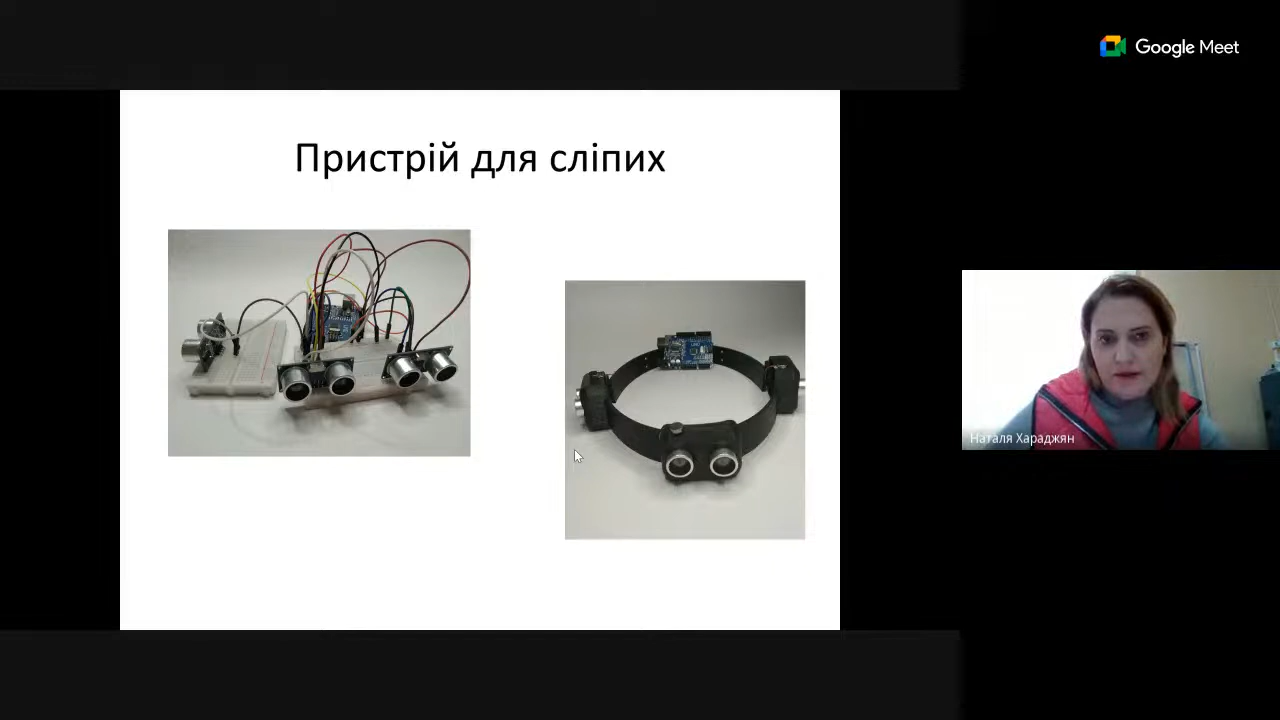 Google Meet
Пристрій для сліпих
Наталя Хараджян